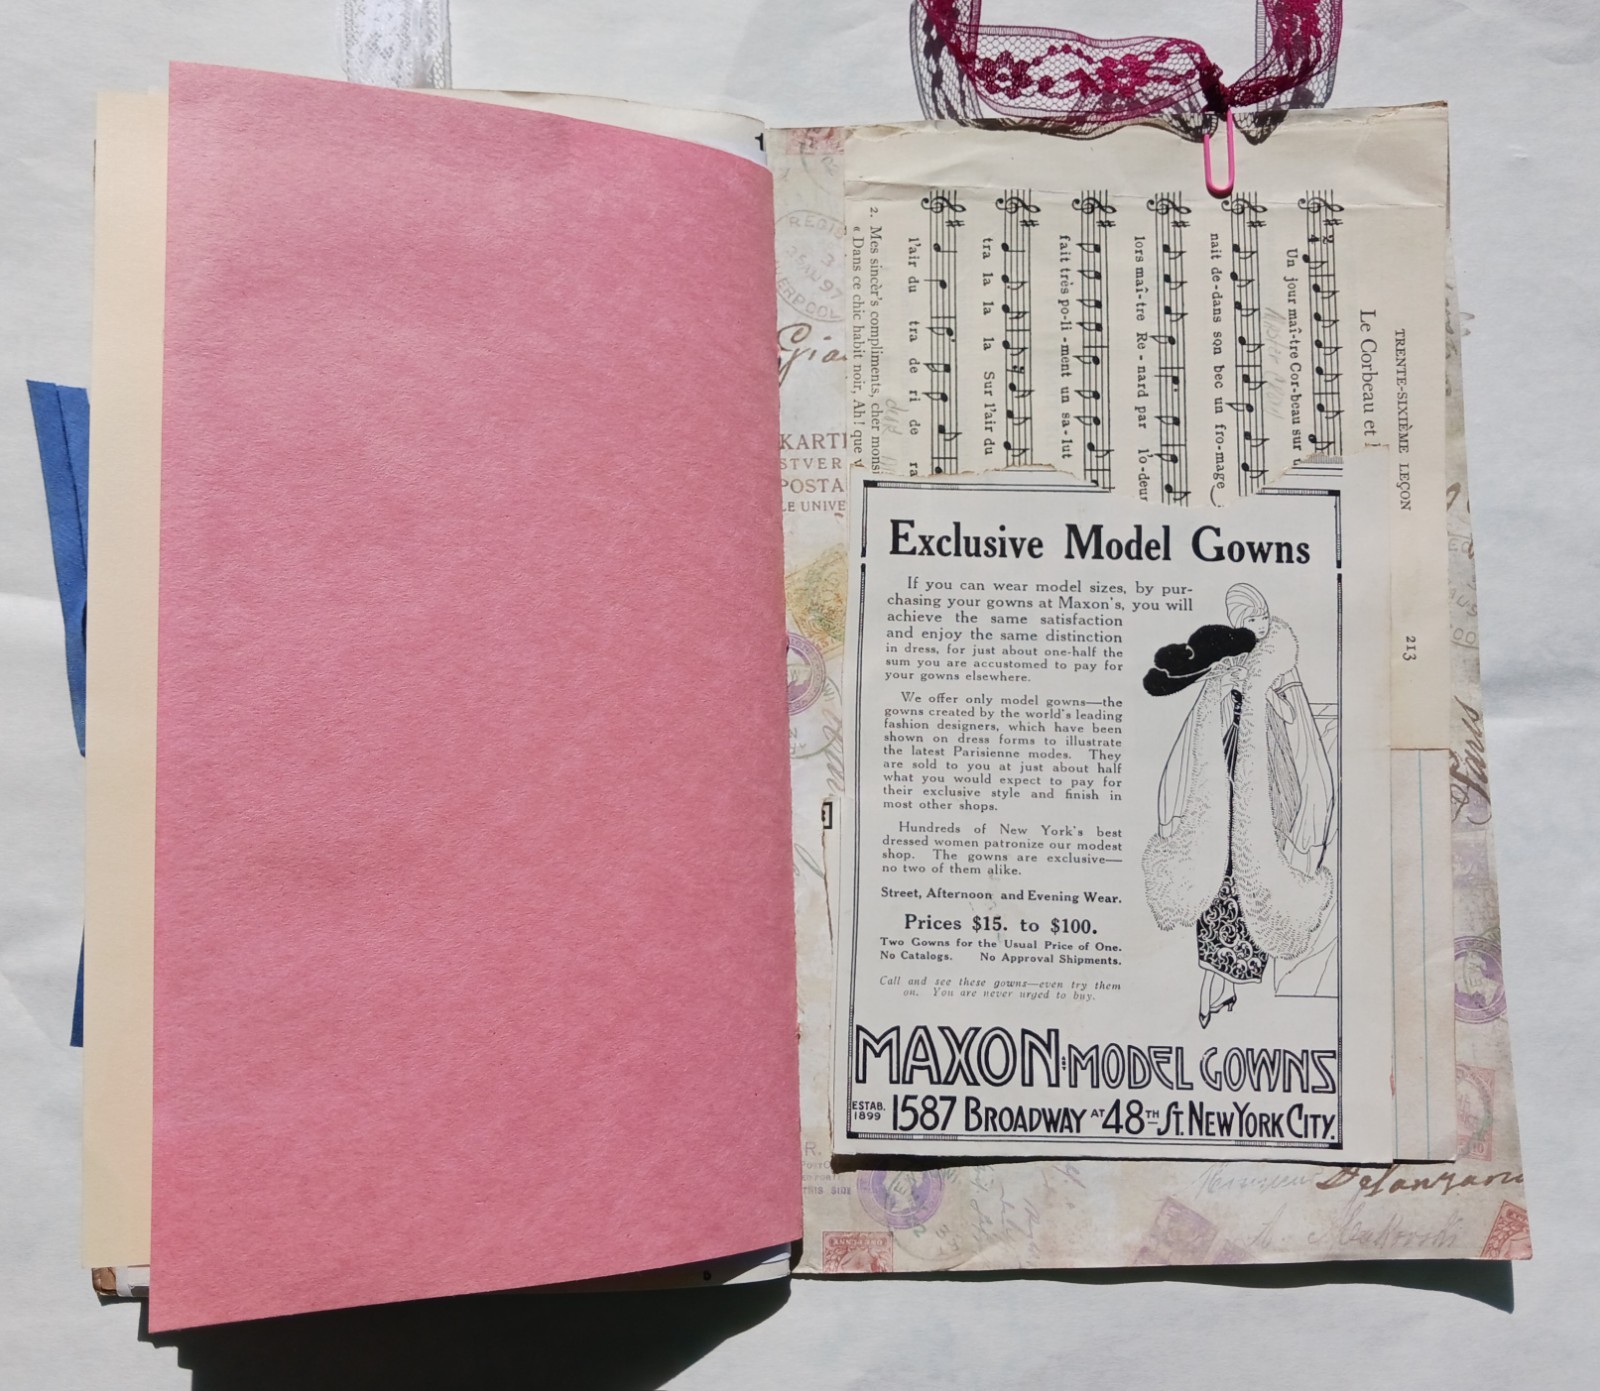 TRENTE-SIXIÈME LEÇON
213
Le Corbeau et
Un jour maî-tre Cor-beau sur
nait de-dans son bec un fro-mage
lors maî-tre Re-nard par l'o-deur
fait très po-li-ment un sa-lut
tra la la la Sur l'air du
l'air du tra de ri de ra
2. Mes sincèr's compliments, cher
« Dans ce chic habit noir, Ah! que
REGIS
POSTA
Exclusive Model Gowns
If you can wear model sizes, by pur-
chasing your gowns at Maxon's, you will
achieve the same satisfaction
and enjoy the same distinction
in dress, for just about one-half the
sum you are accustomed to pay for
your gowns elsewhere.
We offer only model gowns—the
gowns created by the world's leading
fashion designers, which have been
shown on dress forms to illustrate
the latest Parisienne modes. They
are sold to you at just about half
what you would expect to pay for
their exclusive style and finish in
most other shops.
Hundreds of New York's best
dressed women patronize our modest
shop. The gowns are exclusive—
no two of them alike.
Street, Afternoon and Evening Wear.
Prices $15. to $100.
Two Gowns for the Usual Price of One.
No Catalogs. No Approval Shipments.
Call and see these gowns—even try them
on. You are never urged to buy.
MAXON MODEL GOWNS
ESTAB. 1899 1587 BROADWAY AT 48TH ST. NEW YORK CITY.